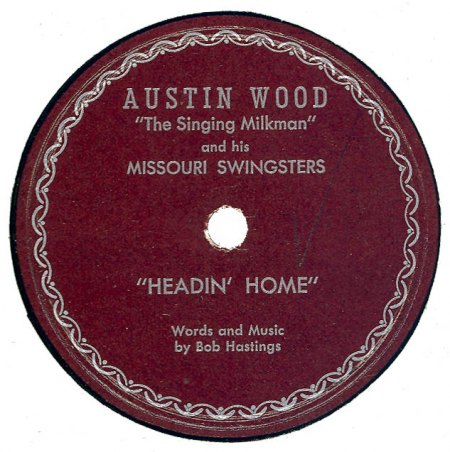 AUSTIN WOOD
"The Singing Milkman"
and his
MISSOURI SWINGSTERS
"HEADIN' HOME"
Words and Music
by Bob Hastings